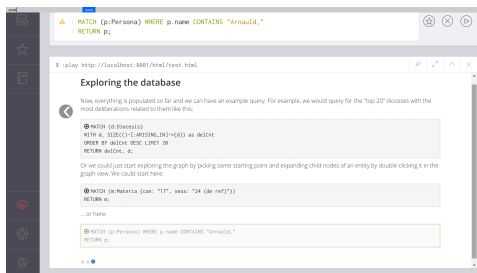 1 MATCH (p:Persona) WHERE p.name CONTAINS "Arnauld,"
2 RETURN p;
$ :play http://localhost:8001/html/test.html
Exploring the database
Now, everything is populated so far and we can have an example query. For example, we would query for the "top 20" dioceses with the
most deliberations related to them like this:
MATCH (d:Diocesis)
WITH d, SIZE(()-[:ARISING_IN]->(d)) as delCnt
ORDER BY delCnt DESC LIMIT 20
RETURN delCnt, d;
Or we could just start exploring the graph by picking some starting point and expanding child nodes of an entity by double-clicking it in the
graph view. We could start here:
MATCH (m:Materia {can: "17", sess: "24 (de ref)"})
RETURN m;
... or here:
MATCH (p:Persona) WHERE p.name CONTAINS "Arnauld,"
RETURN p;